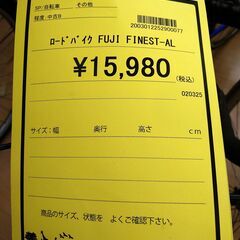 SP/自転車 その他
程度:中古B
2003012252900077
ﾛｰﾄﾞﾊﾞｲｸ FUJI FINEST-AL
¥15,980
(税込)
020325
サイズ:幅 奥行 高さ cm
商品のサイズ、状態を よくご確認下さい。